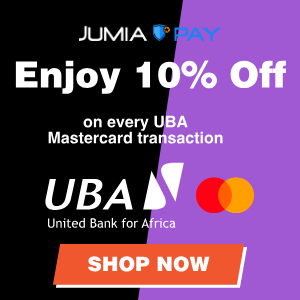 JUMIA PAY
Enjoy 10% Off
on every UBA
Mastercard transaction
UBA
United Bank for Africa
SHOP NOW